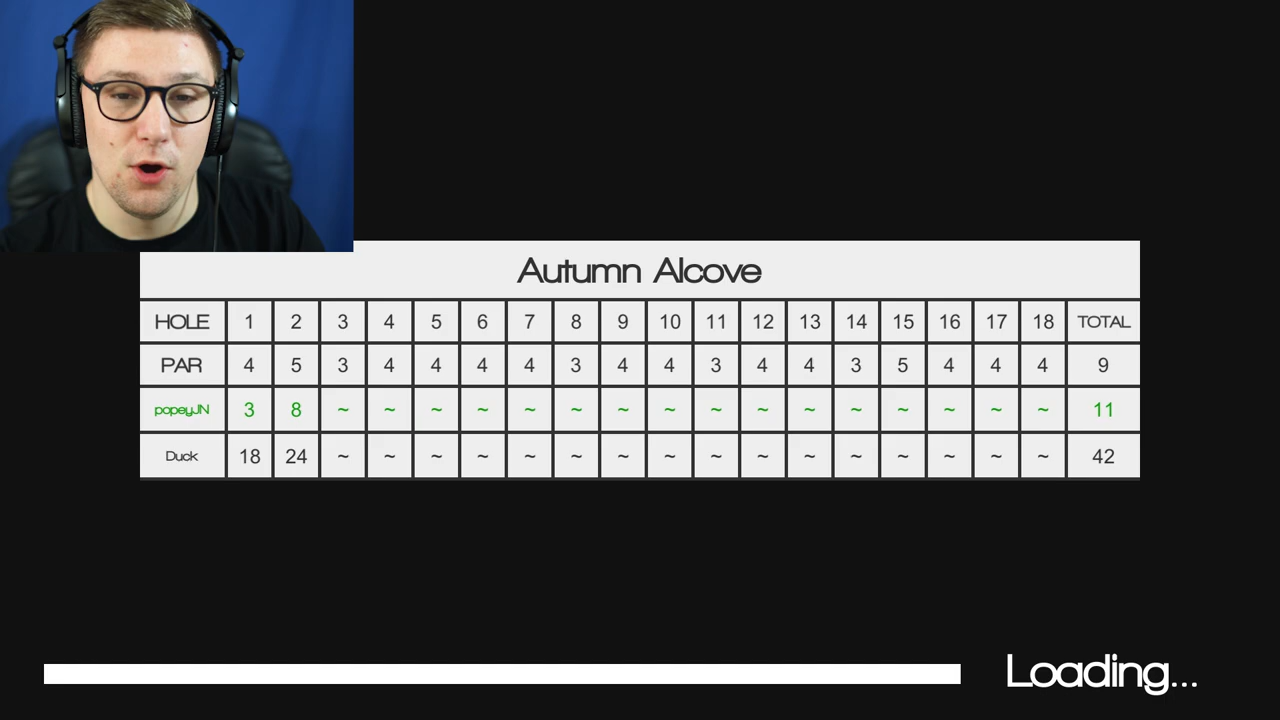 Autumn Alcove
HOLE 1 2 3 4 5 6 7 8 9 10 11 12 13 14 15 16 17 18 TOTAL
PAR 4 5 3 4 4 4 4 3 4 4 3 4 4 3 5 4 4 4 9
popeyJN 3 8 ~ ~ ~ ~ ~ ~ ~ ~ ~ ~ ~ ~ ~ ~ ~ ~ 11
Duck 18 24 ~ ~ ~ ~ ~ ~ ~ ~ ~ ~ ~ ~ ~ ~ ~ ~ 42
Loading...